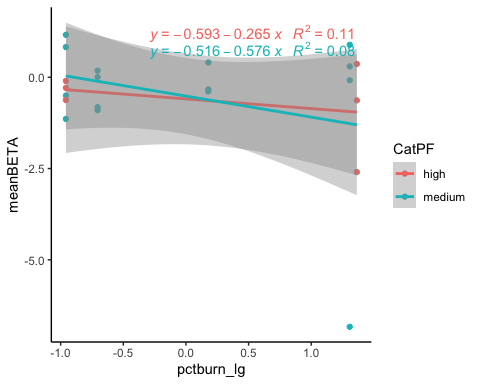 y = −0.593 − 0.265 x R² = 0.11
y = −0.516 − 0.576 x R² = 0.08
0.0
-2.5
-5.0
meanBETA
-1.0 -0.5 0.0 0.5 1.0
pctburn_lg
CatPF
high
medium